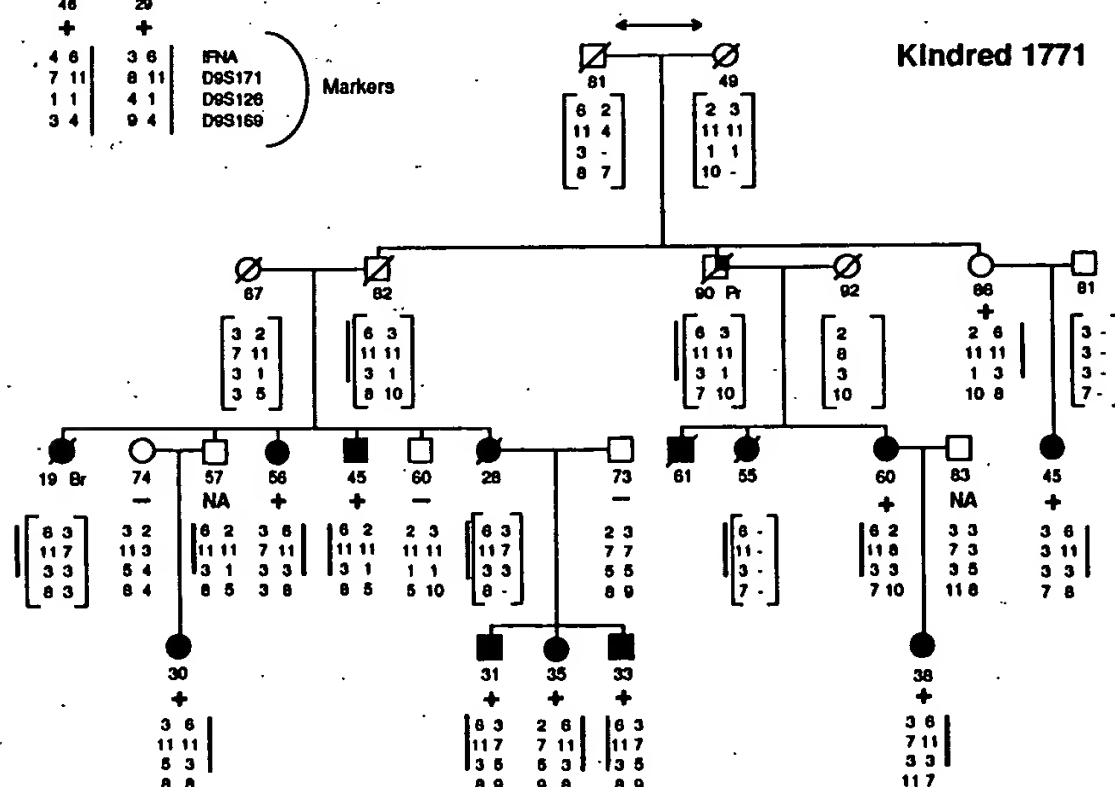 46 29
+ +
4 6 3 6 IFNA
7 11 8 11 D9S171
1 1 4 1 D9S126
3 4 9 4 D9S169
Markers
Kindred 1771
81 49
6 2 2 3
11 4 11 11
3 - 1 1
8 7 10 -
67 62 90 Pr 92 86 81
+
3 2 6 3 6 3 2 2 6 3 -
7 11 11 11 11 11 8 11 11 3 -
3 1 3 1 3 1 3 1 3 3 -
3 5 8 10 7 10 10 10 8 7 -
19 Br 74 57 56 45 60 28 73 61 55 60 83 45
− NA + + − − + NA +
6 3 3 2 6 2 3 6 6 2 2 3 6 3 2 3 6 - 6 2 3 3 3 6
11 7 11 3 11 11 7 11 11 11 11 11 11 7 7 7 11 - 11 8 7 3 3 11
3 3 5 4 3 1 3 3 3 1 1 1 3 3 5 5 3 - 3 3 3 5 3 3
8 3 8 4 8 5 3 8 8 5 5 10 8 - 8 9 7 - 7 10 11 6 7 8
30 31 35 33 38
+ + + + +
3 6 6 3 2 6 6 3 3 6
11 11 11 7 7 11 11 7 7 11
5 3 3 5 5 3 3 5 3 3
8 8 8 9 9 8 8 9 11 7